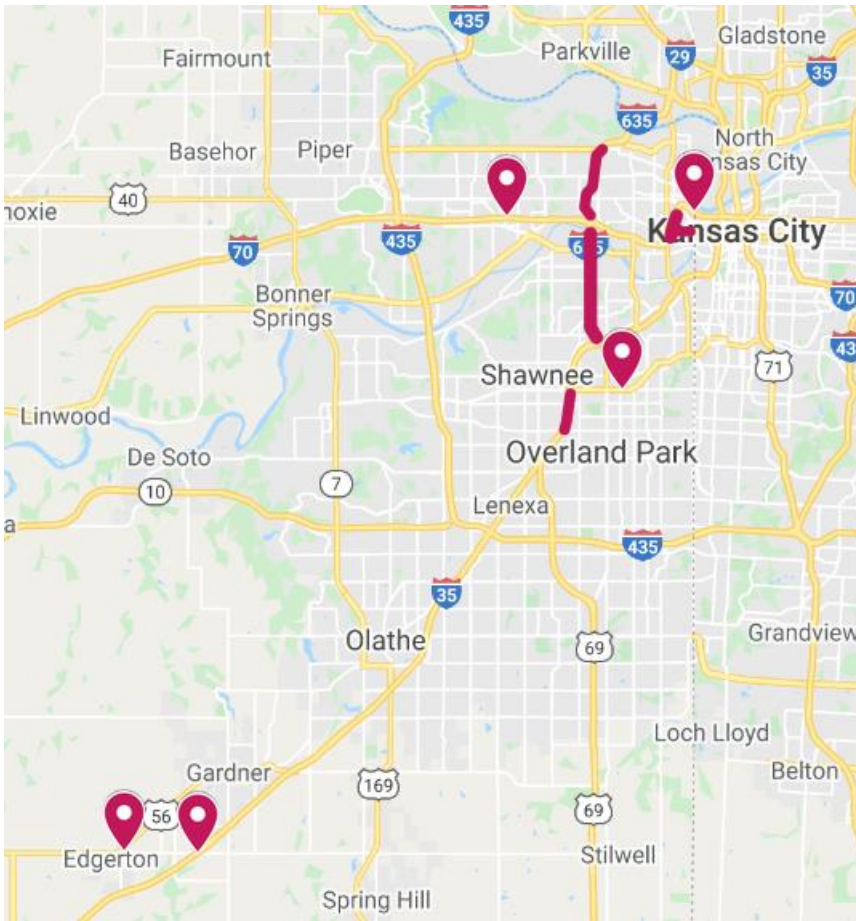 435
Parkville
Gladstone
Fairmount
29
35
635
North
nsas City
Basehor
Piper
40
noxie
Kansas City
70
435
635
Bonner
Springs
70
435
71
Shawnee
Linwood
Overland Park
De Soto
7
10
Lenexa
a
435
35
Olathe
69
Grandview
Loch Lloyd
Gardner
Belton
169
56
69
Edgerton
Stilwell
Spring Hill